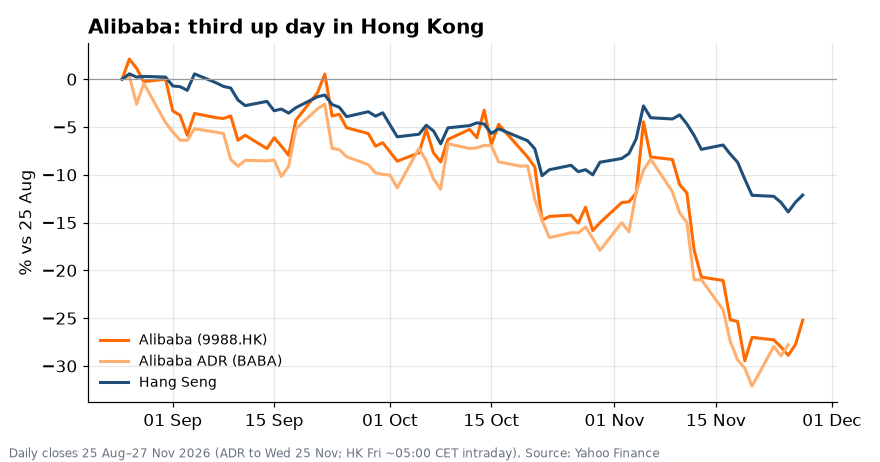 Alibaba: third up day in Hong Kong
% vs 25 Aug
0
−5
−10
−15
−20
−25
−30
Alibaba (9988.HK)
Alibaba ADR (BABA)
Hang Seng
01 Sep
15 Sep
01 Oct
15 Oct
01 Nov
15 Nov
01 Dec
Daily closes 25 Aug–27 Nov 2026 (ADR to Wed 25 Nov; HK Fri ~05:00 CET intraday). Source: Yahoo Finance